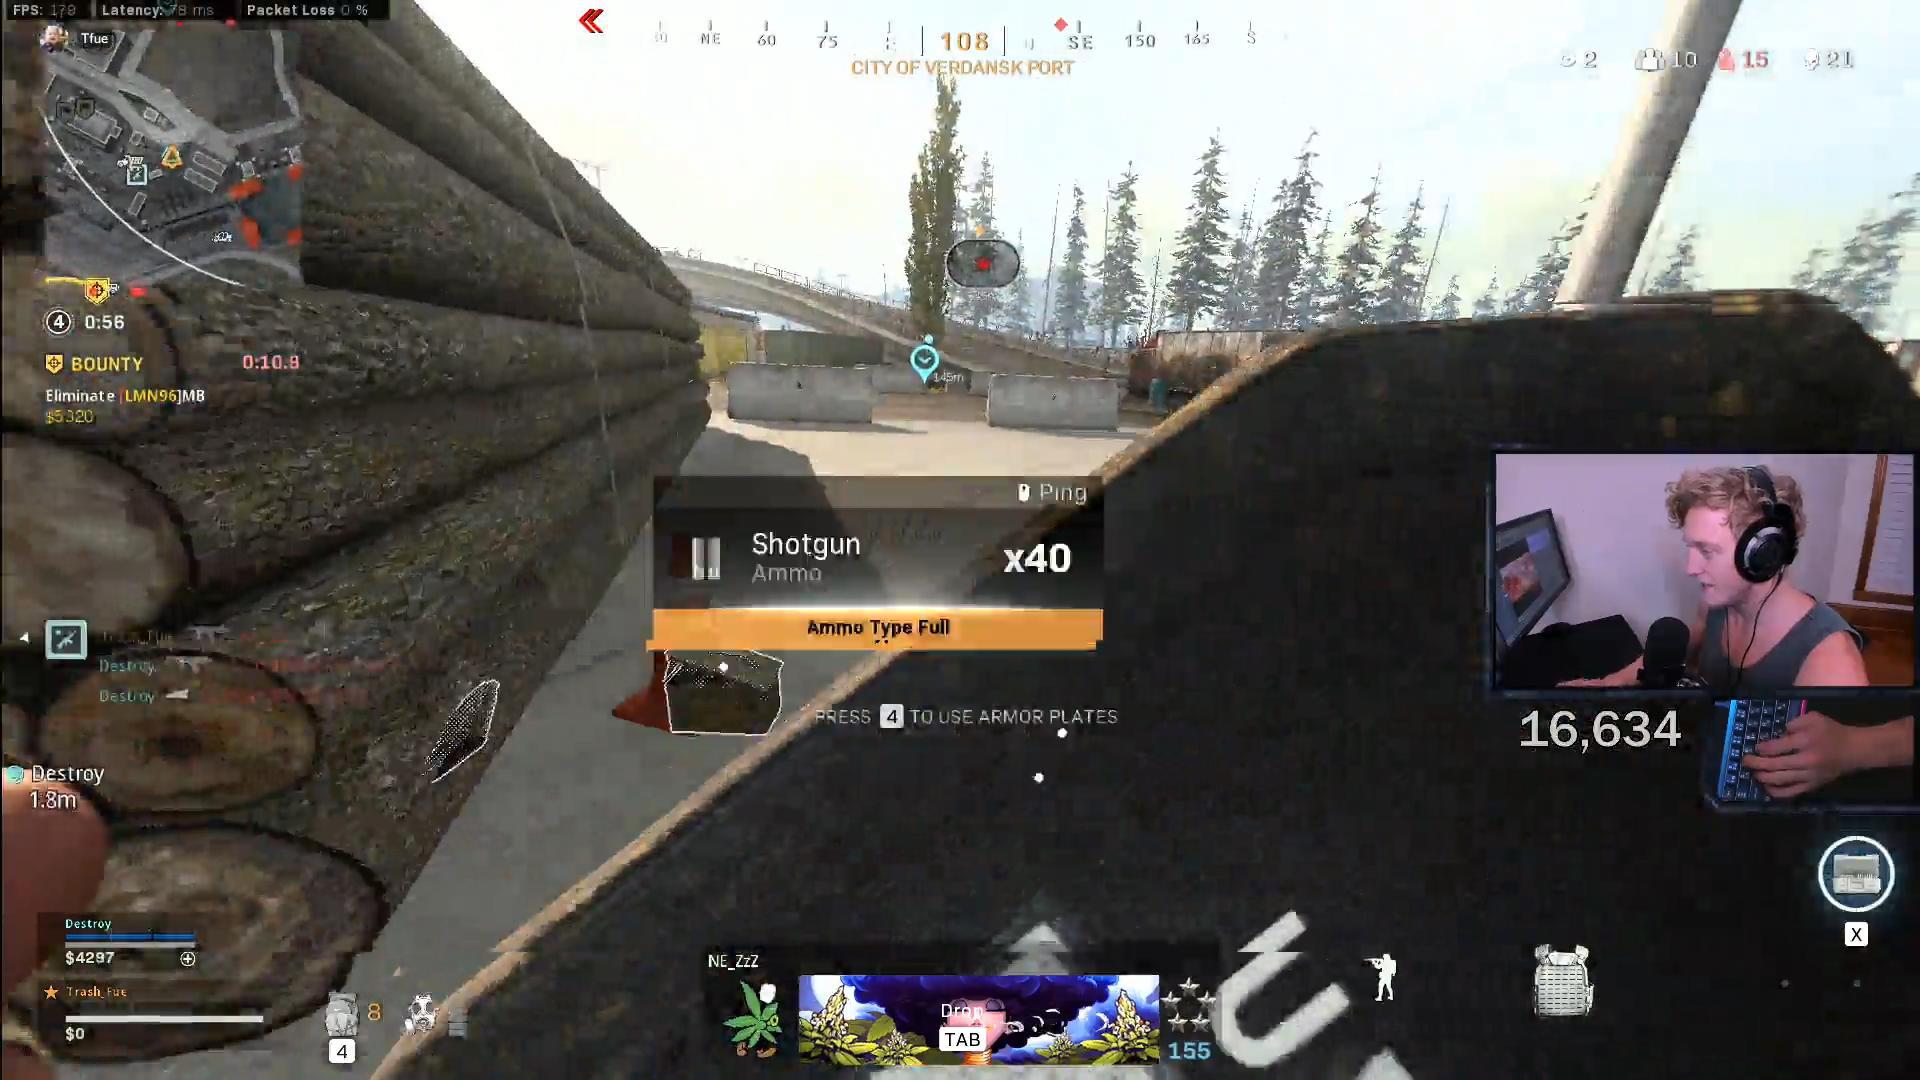 FPS: 179 Latency: 78 ms Packet Loss 0 %
Tfue
NE 60 75 108 SE 150 165 S
CITY OF VERDANSK PORT
2 10 15 21
4 0:56
BOUNTY 0:10.8
Eliminate [LMN96]MB
$5320
145m
Ping
Shotgun
Ammo
x40
Ammo Type Full
PRESS 4 TO USE ARMOR PLATES
Destroy
Destroy
Destroy
1.8m
16,634
X
Destroy
$4297
Trash_Fue
$0
8
4
NE_ZzZ
Drop
TAB
155